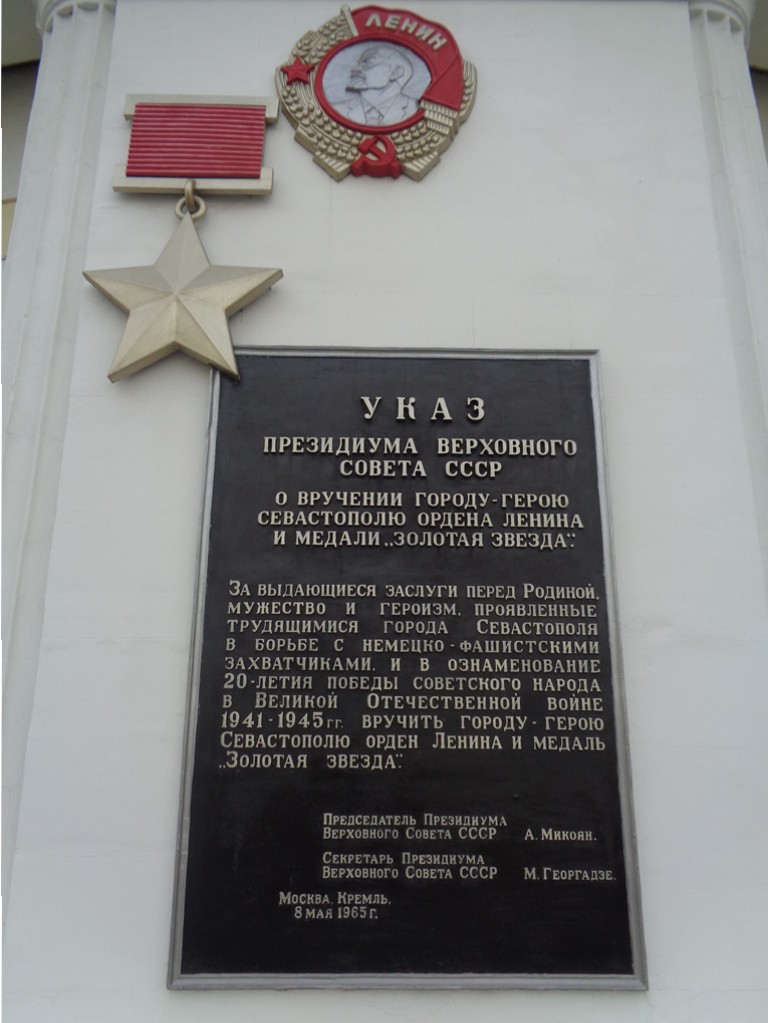 ЛЕНИН
УКАЗ
ПРЕЗИДИУМА ВЕРХОВНОГО
СОВЕТА СССР
О ВРУЧЕНИИ ГОРОДУ-ГЕРОЮ
СЕВАСТОПОЛЮ ОРДЕНА ЛЕНИНА
И МЕДАЛИ „ЗОЛОТАЯ ЗВЕЗДА“.
ЗА ВЫДАЮЩИЕСЯ ЗАСЛУГИ ПЕРЕД РОДИНОЙ,
МУЖЕСТВО И ГЕРОИЗМ, ПРОЯВЛЕННЫЕ
ТРУДЯЩИМИСЯ ГОРОДА СЕВАСТОПОЛЯ
В БОРЬБЕ С НЕМЕЦКО-ФАШИСТСКИМИ
ЗАХВАТЧИКАМИ, И В ОЗНАМЕНОВАНИЕ
20-ЛЕТИЯ ПОБЕДЫ СОВЕТСКОГО НАРОДА
В ВЕЛИКОЙ ОТЕЧЕСТВЕННОЙ ВОЙНЕ
1941-1945 гг. ВРУЧИТЬ ГОРОДУ-ГЕРОЮ
СЕВАСТОПОЛЮ ОРДЕН ЛЕНИНА И МЕДАЛЬ
„ЗОЛОТАЯ ЗВЕЗДА“.
ПРЕДСЕДАТЕЛЬ ПРЕЗИДИУМА
ВЕРХОВНОГО СОВЕТА СССР А. МИКОЯН.
СЕКРЕТАРЬ ПРЕЗИДИУМА
ВЕРХОВНОГО СОВЕТА СССР М. ГЕОРГАДЗЕ.
МОСКВА, КРЕМЛЬ.
8 МАЯ 1965 г.